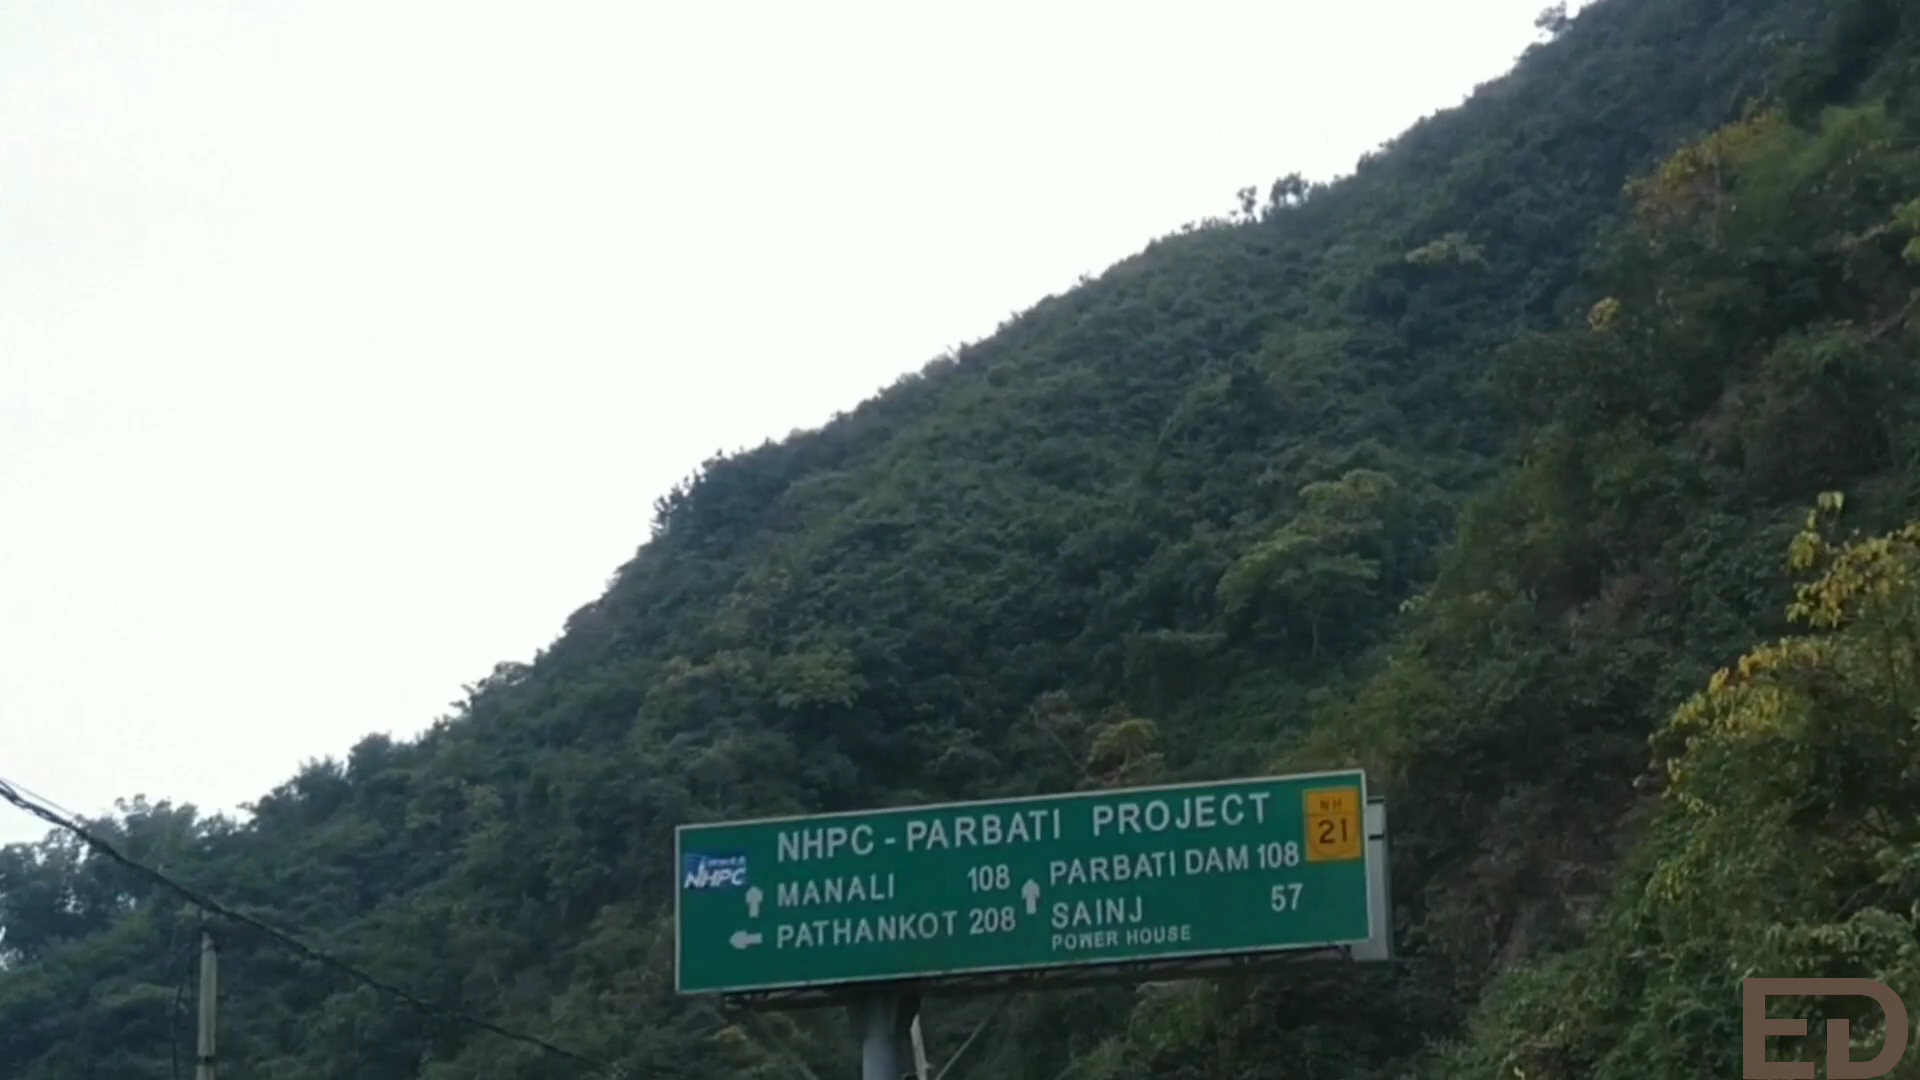 NHPC - PARBATI PROJECT
NH
21
NHPC
MANALI 108
PATHANKOT 208
PARBATI DAM 108
SAINJ 57
POWER HOUSE
ED